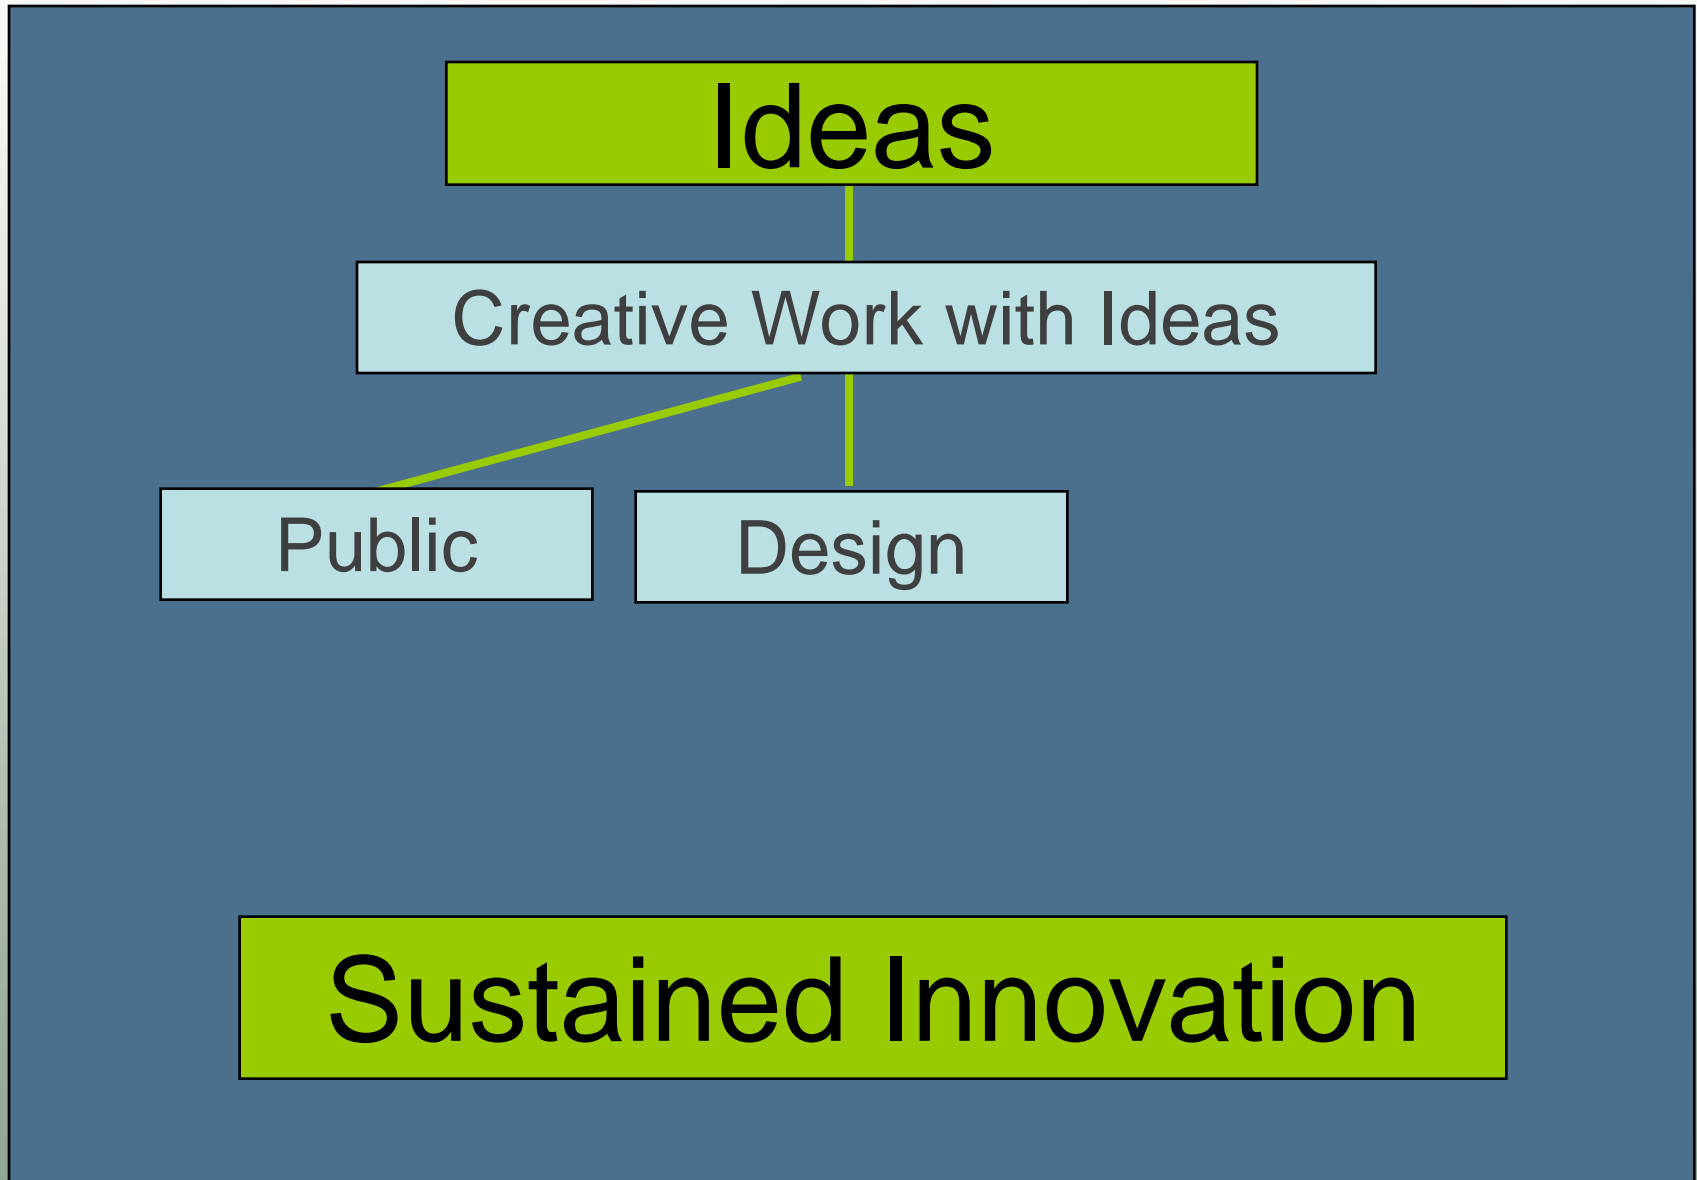 Ideas
Creative Work with Ideas
Public
Design
Sustained Innovation